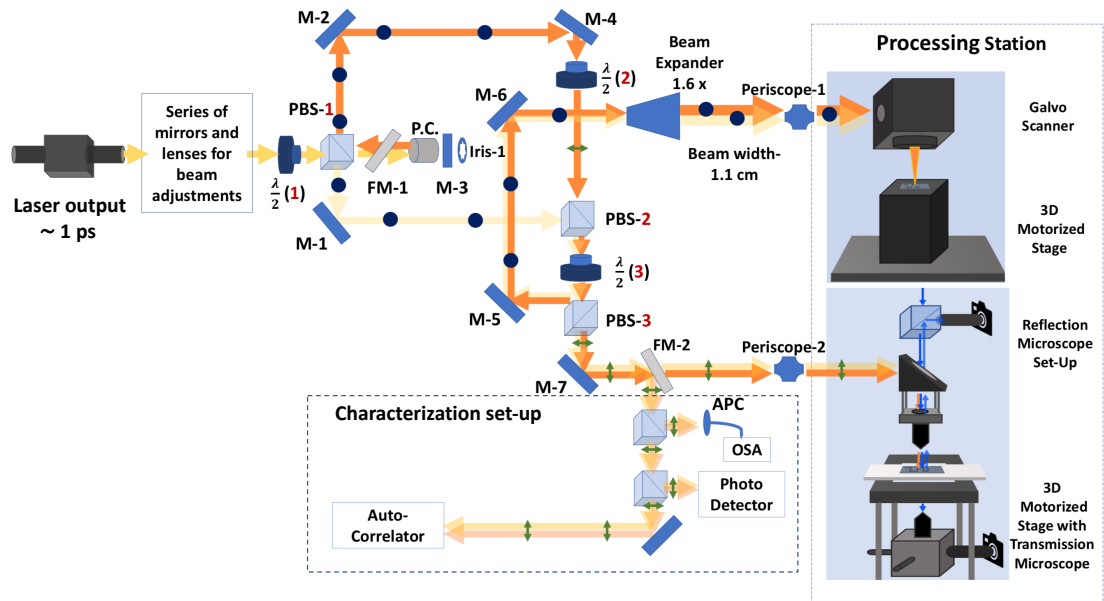 M-2
M-4
Processing Station
λ/2 (2)
Beam
Expander
1.6 x
Periscope-1
M-6
Galvo
Scanner
Series of
mirrors and
lenses for
beam
adjustments
PBS-1
P.C.
Iris-1
FM-1
M-3
λ/2 (1)
Beam width-
1.1 cm
Laser output
~ 1 ps
M-1
PBS-2
3D
Motorized
Stage
λ/2 (3)
M-5
PBS-3
FM-2
Periscope-2
Reflection
Microscope
Set-Up
M-7
Characterization set-up
APC
OSA
Photo
Detector
Auto-
Correlator
3D
Motorized
Stage with
Transmission
Microscope